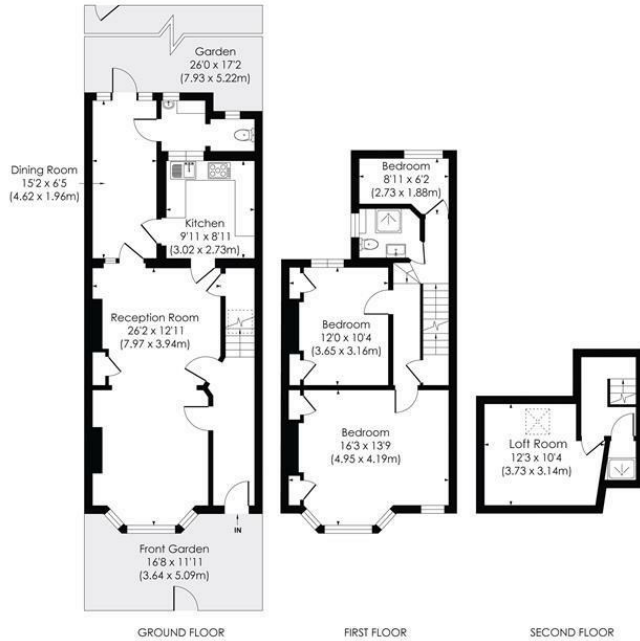 Garden
26'0 x 17'2
(7.93 x 5.22m)
Dining Room
15'2 x 6'5
(4.62 x 1.96m)
Kitchen
9'11 x 8'11
(3.02 x 2.73m)
Reception Room
26'2 x 12'11
(7.97 x 3.94m)
IN
Front Garden
16'8 x 11'11
(3.64 x 5.09m)
GROUND FLOOR
Bedroom
8'11 x 6'2
(2.73 x 1.88m)
Bedroom
12'0 x 10'4
(3.65 x 3.16m)
Bedroom
16'3 x 13'9
(4.95 x 4.19m)
FIRST FLOOR
Loft Room
12'3 x 10'4
(3.73 x 3.14m)
SECOND FLOOR